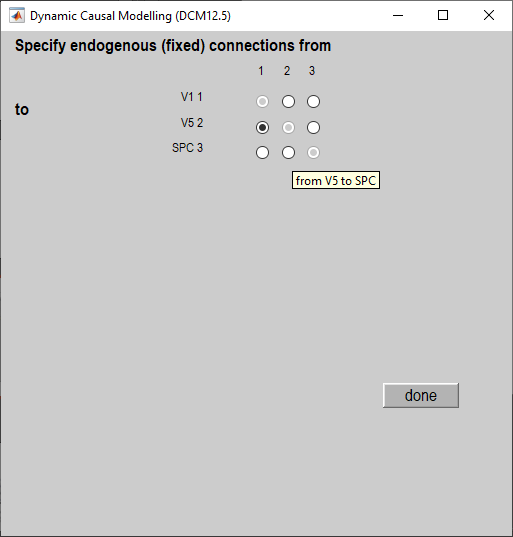 Dynamic Causal Modelling (DCM12.5)
Specify endogenous (fixed) connections from
1 2 3
V1 1
to
V5 2
SPC 3
from V5 to SPC
done